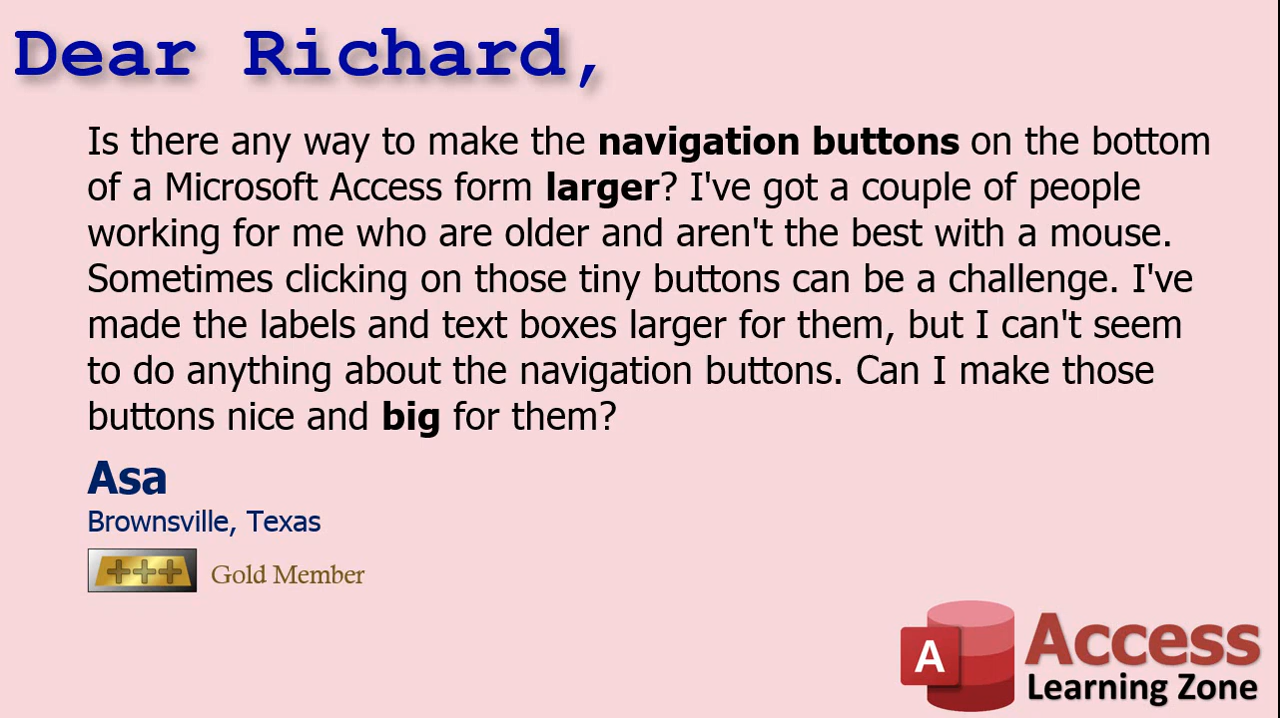 Dear Richard,
Is there any way to make the navigation buttons on the bottom
of a Microsoft Access form larger? I've got a couple of people
working for me who are older and aren't the best with a mouse.
Sometimes clicking on those tiny buttons can be a challenge. I've
made the labels and text boxes larger for them, but I can't seem
to do anything about the navigation buttons. Can I make those
buttons nice and big for them?
Asa
Brownsville, Texas
+++ Gold Member
A Access
Learning Zone